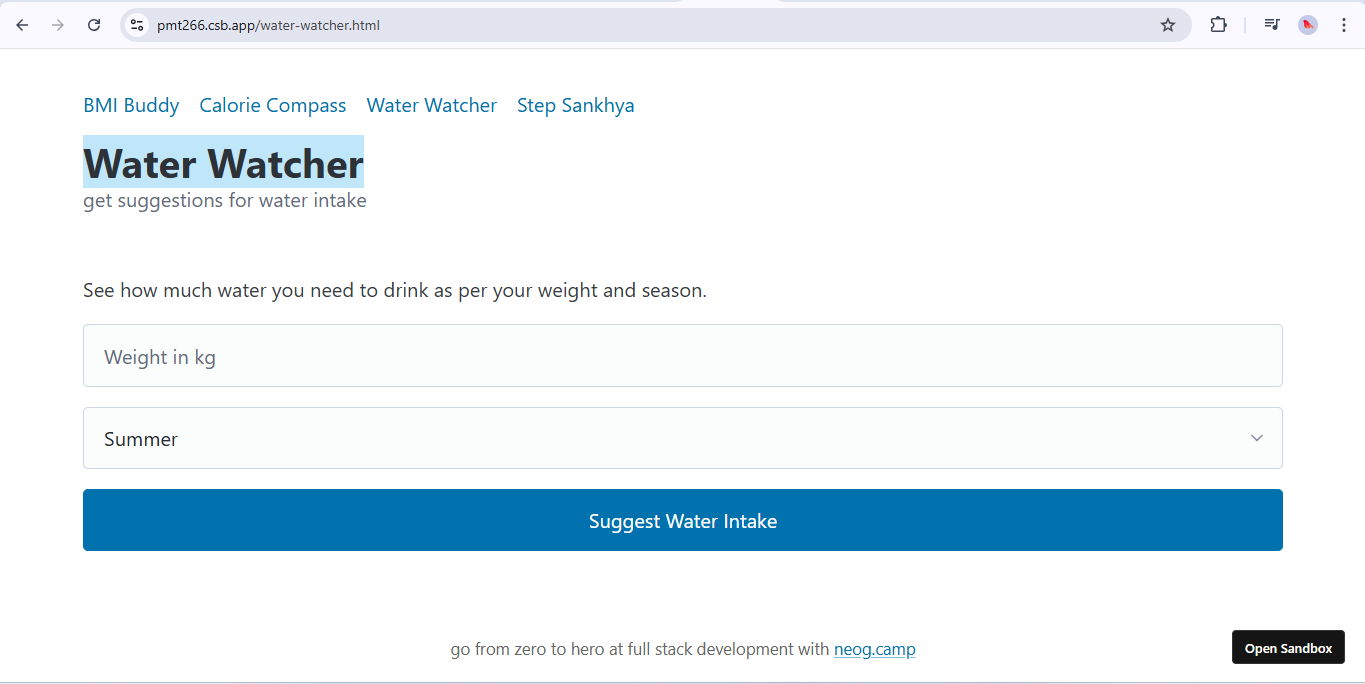 pmt266.csb.app/water-watcher.html
BMI Buddy Calorie Compass Water Watcher Step Sankhya
Water Watcher
get suggestions for water intake
See how much water you need to drink as per your weight and season.
Weight in kg
Summer
Suggest Water Intake
go from zero to hero at full stack development with neog.camp
Open Sandbox